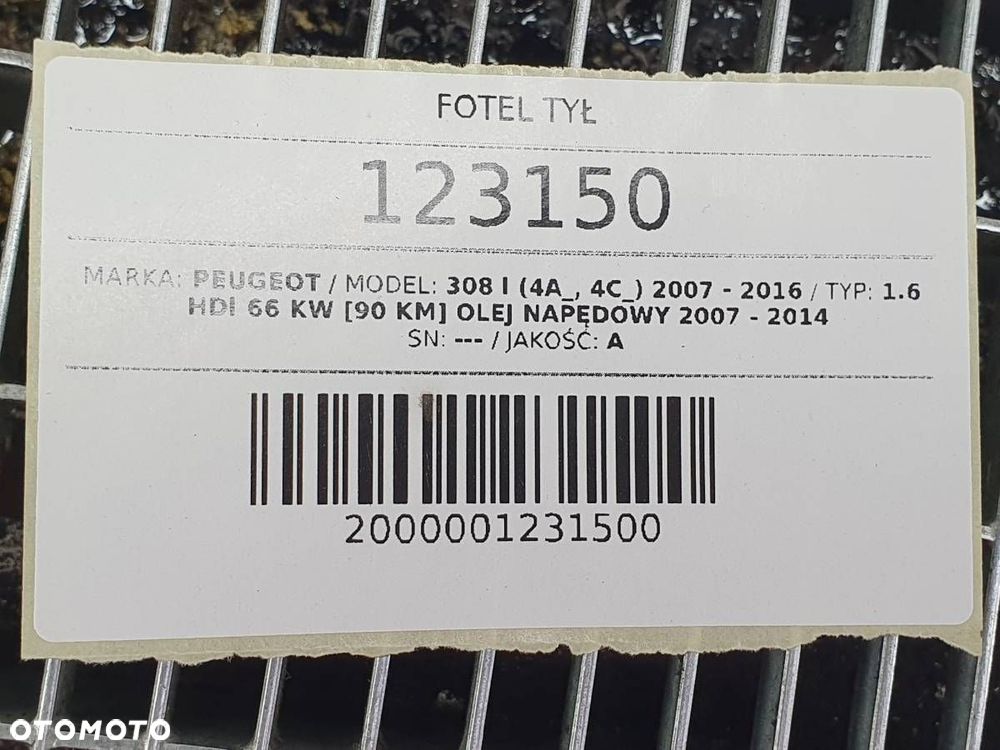 FOTEL TYŁ
123150
MARKA: PEUGEOT / MODEL: 308 I (4A_, 4C_) 2007 - 2016 / TYP: 1.6
HDI 66 KW [90 KM] OLEJ NAPĘDOWY 2007 - 2014
SN: --- / JAKOŚĆ: A
2000001231500
OTOMOTO